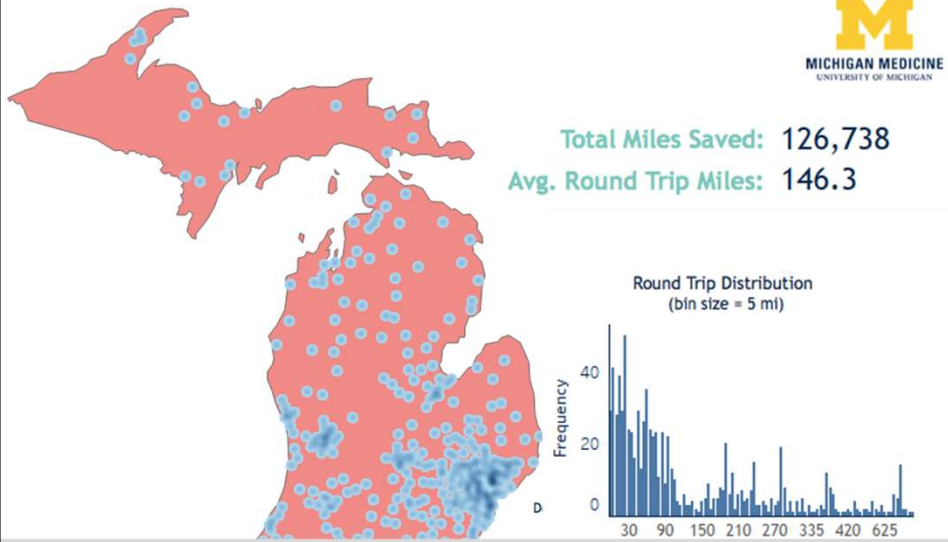 M
MICHIGAN MEDICINE
UNIVERSITY OF MICHIGAN
Total Miles Saved: 126,738
Avg. Round Trip Miles: 146.3
Round Trip Distribution
(bin size = 5 mi)
Frequency
40
20
0
30 90 150 210 270 335 420 625
D